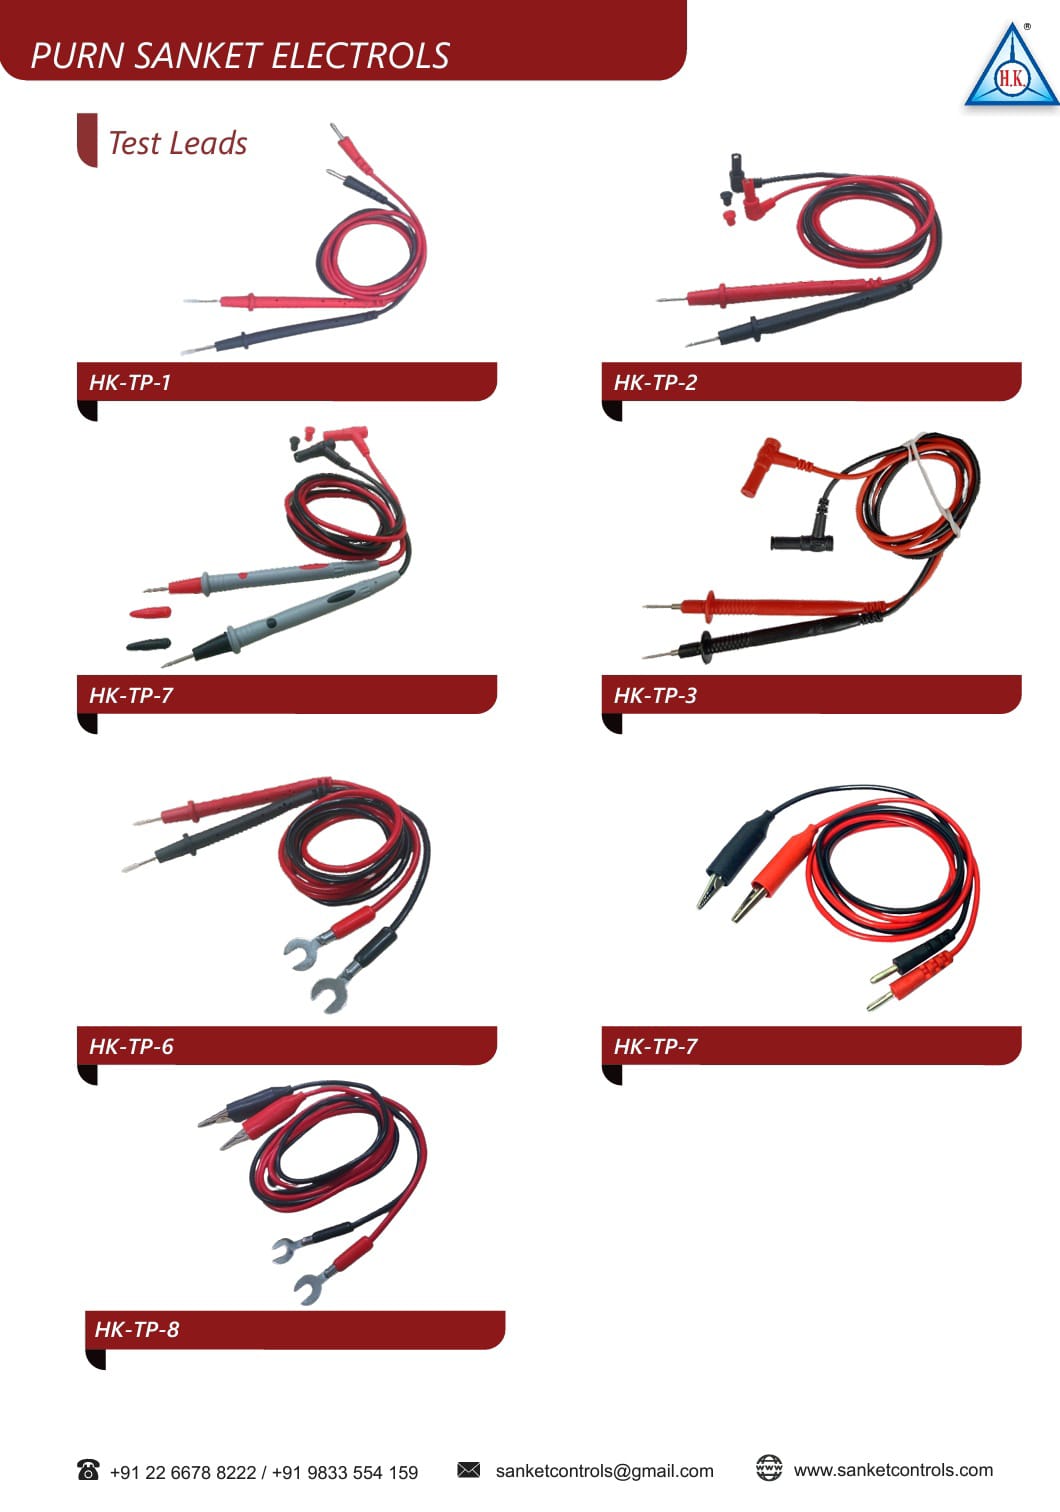 PURN SANKET ELECTROLS
H.K.
®
Test Leads
HK-TP-1
HK-TP-2
HK-TP-7
HK-TP-3
HK-TP-6
HK-TP-7
HK-TP-8
+91 22 6678 8222 / +91 9833 554 159
sanketcontrols@gmail.com
www
www.sanketcontrols.com